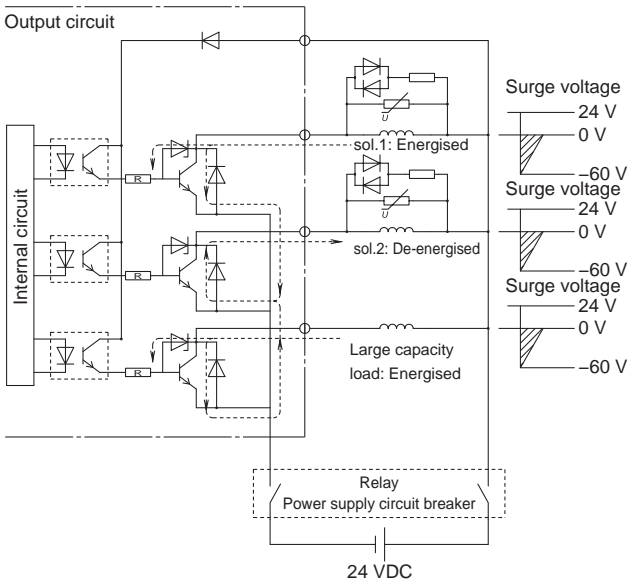 Output circuit
Surge voltage
24 V
0 V
–60 V
U
sol.1: Energised
R
Internal circuit
Surge voltage
24 V
0 V
–60 V
U
sol.2: De-energised
R
Surge voltage
24 V
0 V
–60 V
Large capacity
load: Energised
R
Relay
Power supply circuit breaker
24 VDC